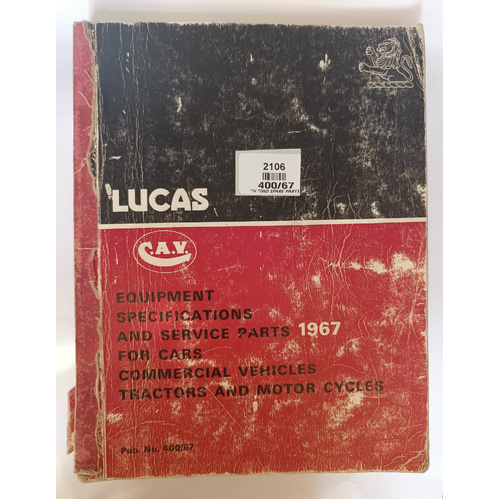 2106
400/67
LUCAS
C.A.V.
EQUIPMENT
SPECIFICATIONS
AND SERVICE PARTS 1967
FOR CARS
COMMERCIAL VEHICLES
TRACTORS AND MOTOR CYCLES
Pub. No. 400/67